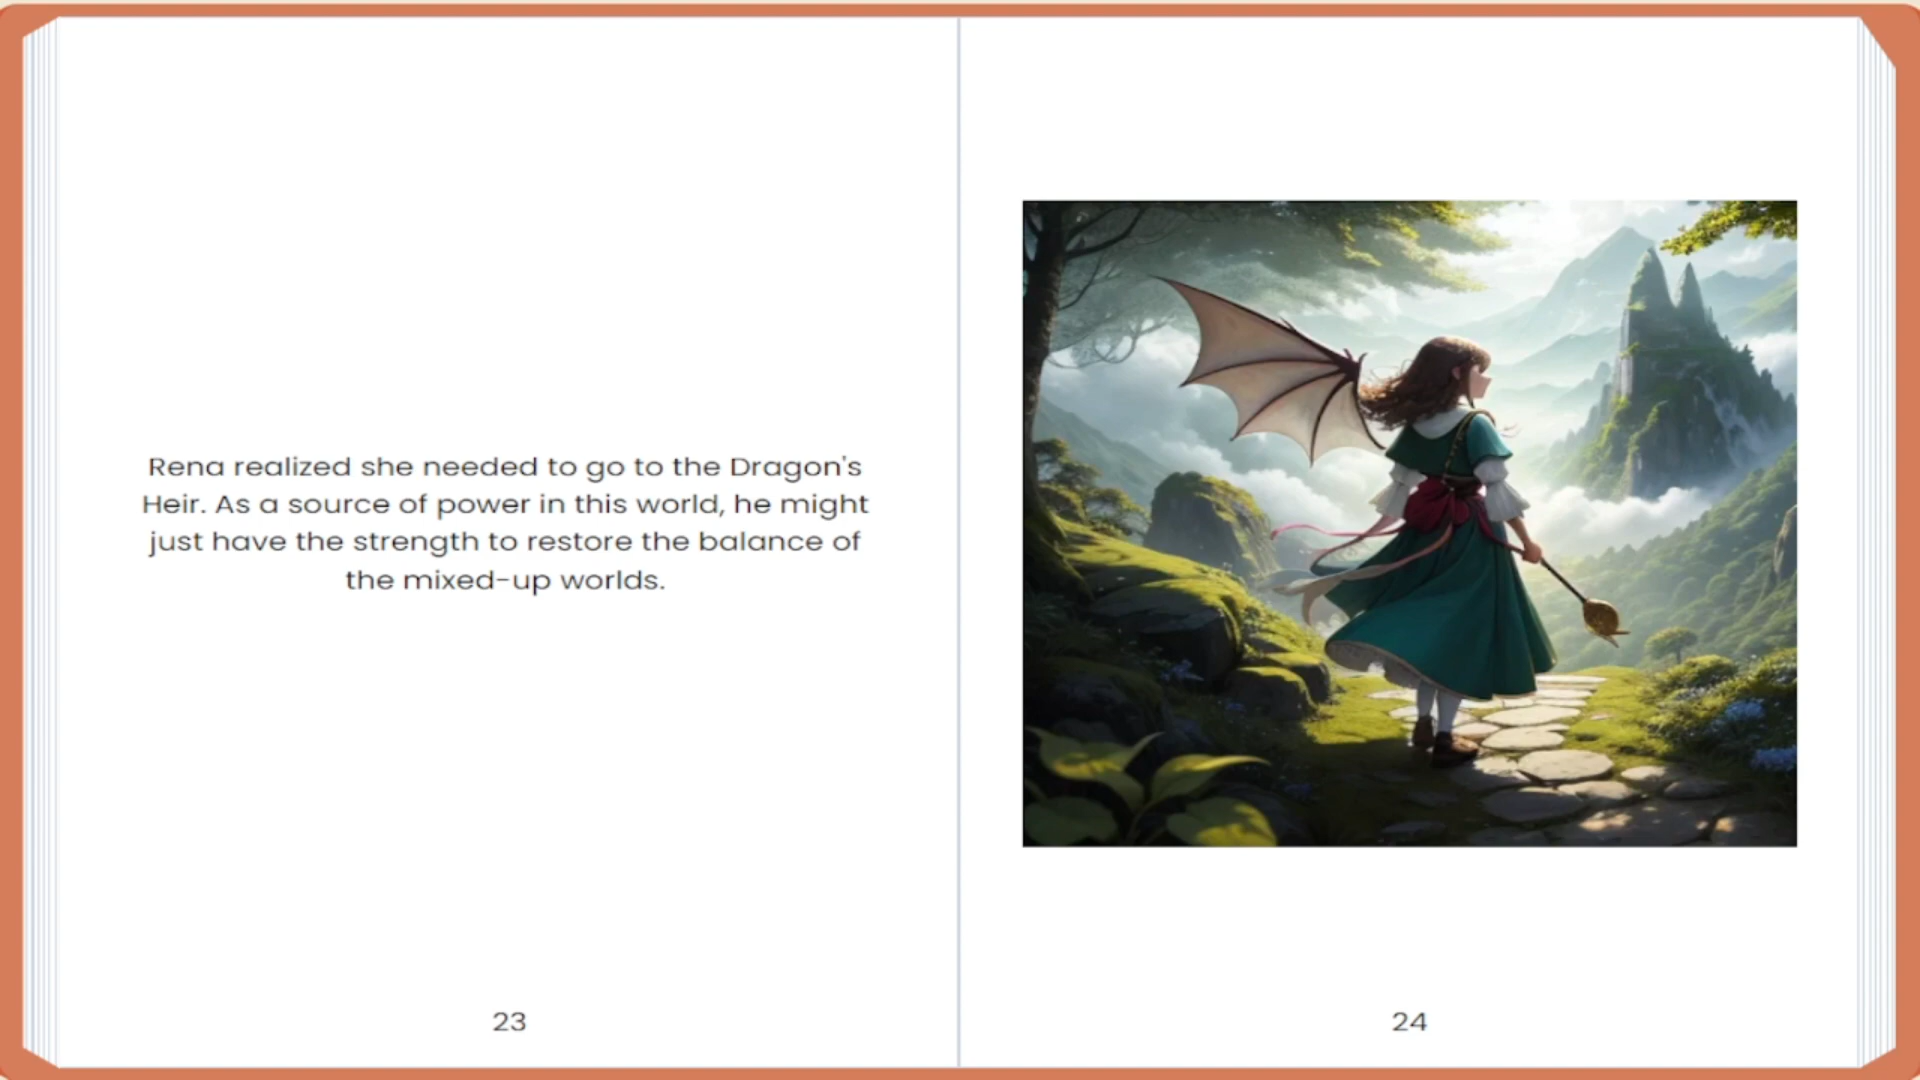 Rena realized she needed to go to the Dragon's
Heir. As a source of power in this world, he might
just have the strength to restore the balance of
the mixed-up worlds.
23
24